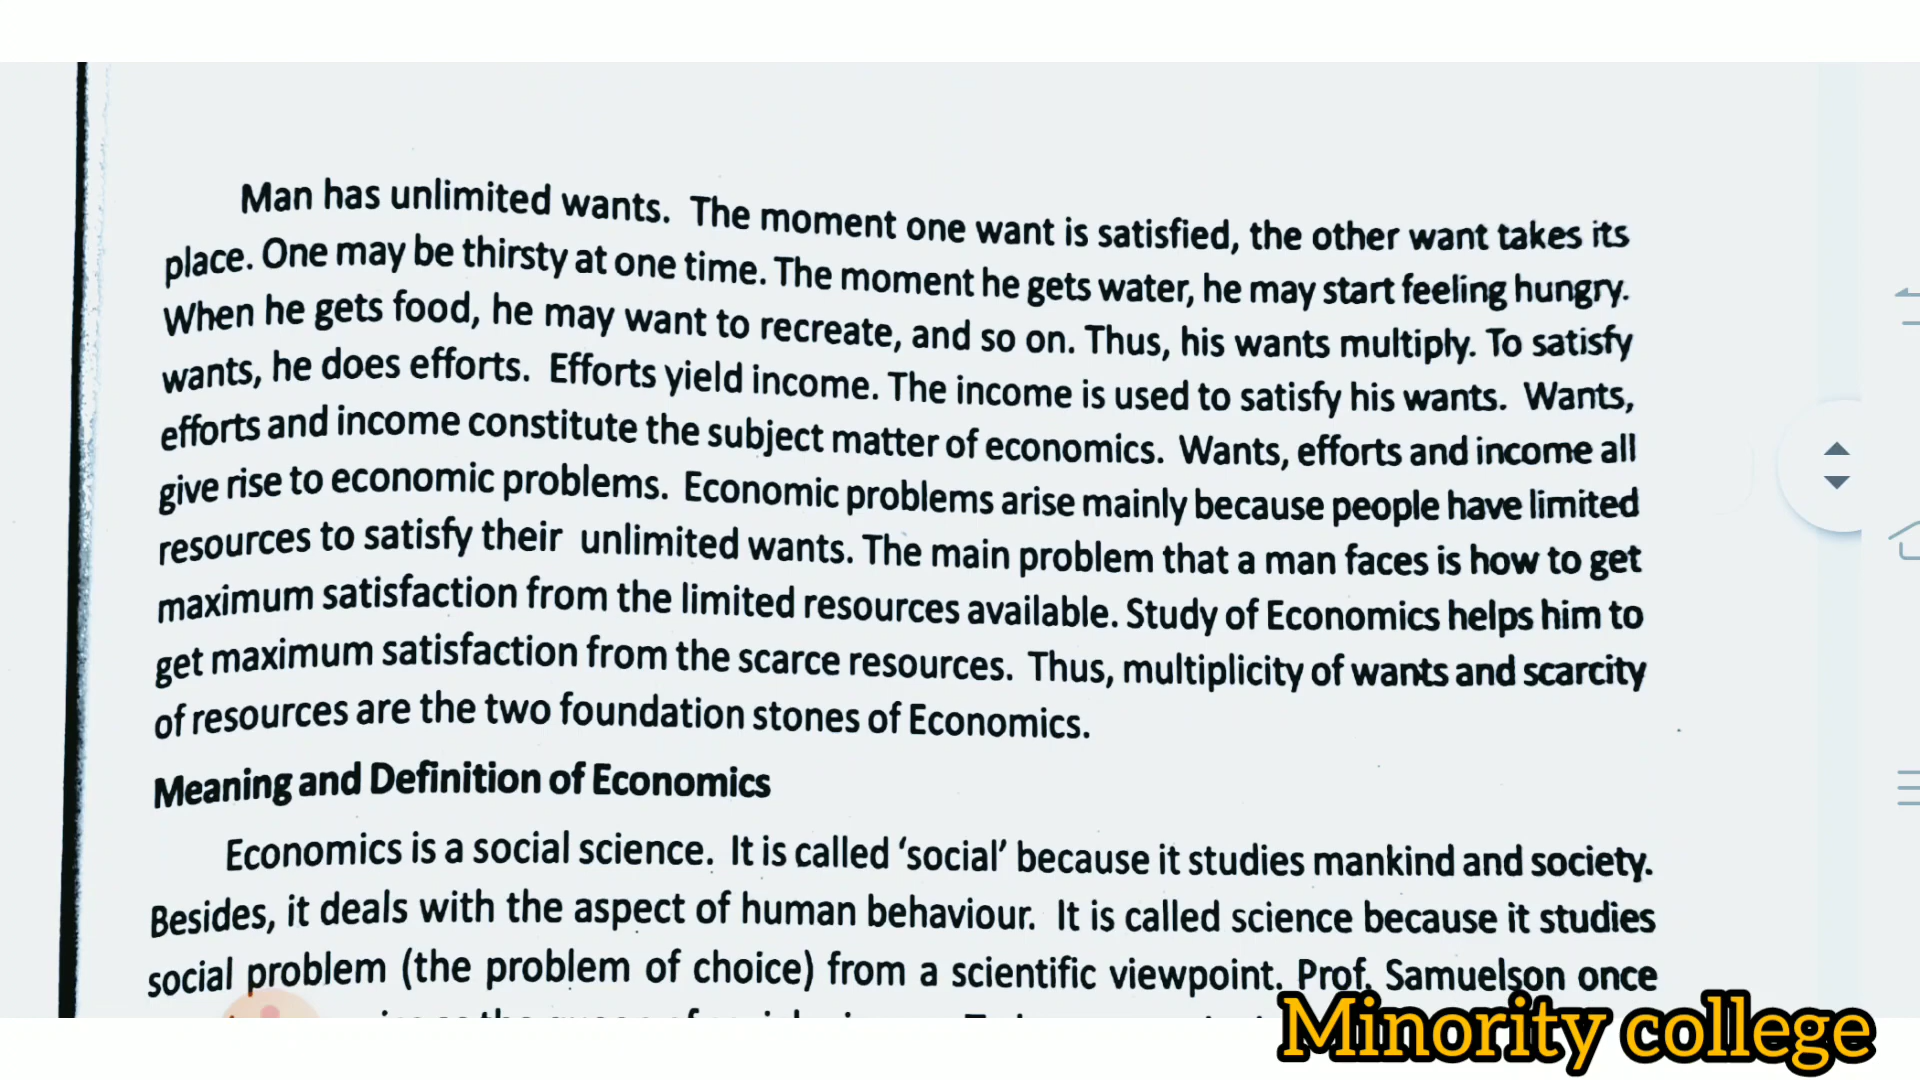 Man has unlimited wants. The moment one want is satisfied, the other want takes its
place. One may be thirsty at one time. The moment he gets water, he may start feeling hungry.
When he gets food, he may want to recreate, and so on. Thus, his wants multiply. To satisfy
wants, he does efforts. Efforts yield income. The income is used to satisfy his wants. Wants,
efforts and income constitute the subject matter of economics. Wants, efforts and income all
give rise to economic problems. Economic problems arise mainly because people have limited
resources to satisfy their unlimited wants. The main problem that a man faces is how to get
maximum satisfaction from the limited resources available. Study of Economics helps him to
get maximum satisfaction from the scarce resources. Thus, multiplicity of wants and scarcity
of resources are the two foundation stones of Economics.
Meaning and Definition of Economics
Economics is a social science. It is called ‘social’ because it studies mankind and society.
Besides, it deals with the aspect of human behaviour. It is called science because it studies
social problem (the problem of choice) from a scientific viewpoint. Prof. Samuelson once
Minority college